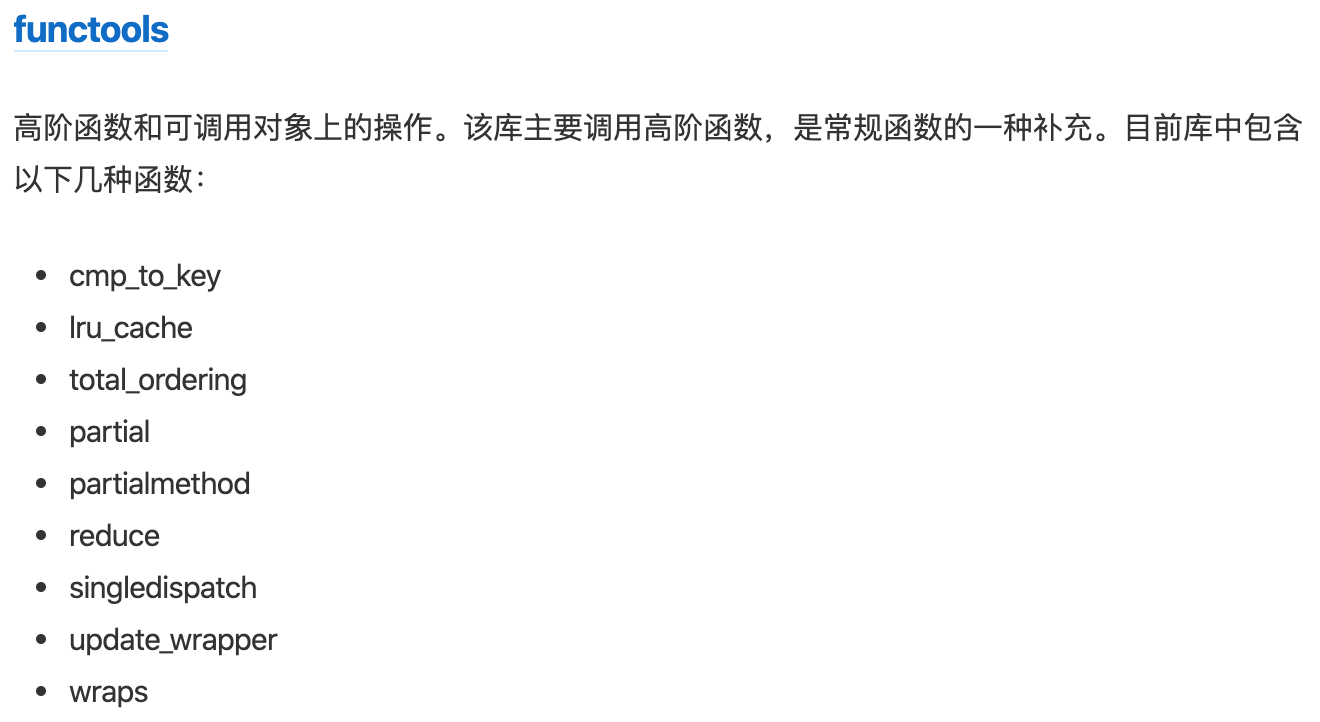 functools
高阶函数和可调用对象上的操作。该库主要调用高阶函数，是常规函数的一种补充。目前库中包含
以下几种函数：
• cmp_to_key
• lru_cache
• total_ordering
• partial
• partialmethod
• reduce
• singledispatch
• update_wrapper
• wraps